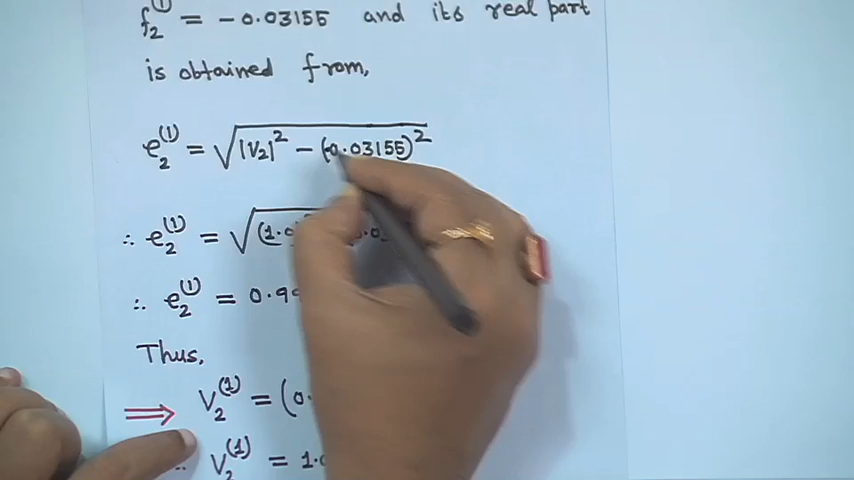 f₂⁽¹⁾ = -0.03155 and its real part
is obtained from,
e₂⁽¹⁾ = √|V₂|² - (-0.03155)²
∴ e₂⁽¹⁾ = √(1.0
∴ e₂⁽¹⁾ = 0.99
Thus,
⟹ V₂⁽¹⁾ = (0.
V₂⁽¹⁾ = 1.0